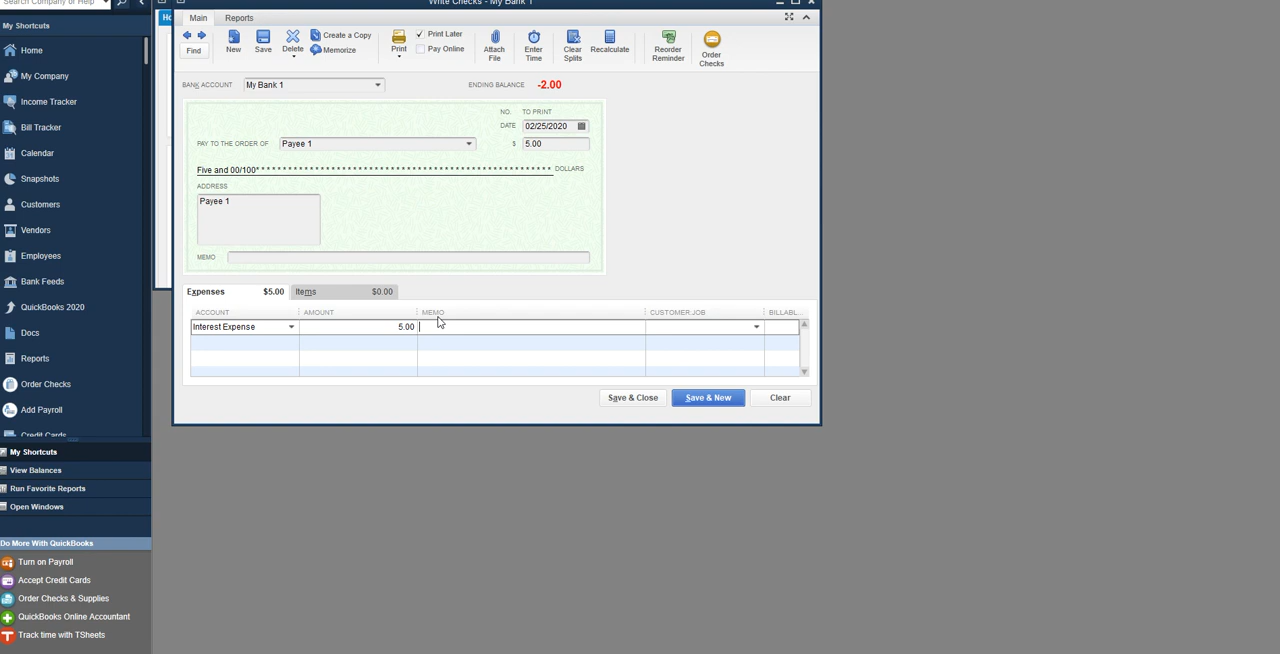 Search Company or Help
Write Checks - My Bank 1
My Shortcuts
Home
My Company
Income Tracker
Bill Tracker
Calendar
Snapshots
Customers
Vendors
Employees
Bank Feeds
QuickBooks 2020
Docs
Reports
Order Checks
Add Payroll
Credit Cards
My Shortcuts
View Balances
Run Favorite Reports
Open Windows
Do More With QuickBooks
Turn on Payroll
Accept Credit Cards
Order Checks & Supplies
QuickBooks Online Accountant
Track time with TSheets
Main Reports
Find
New
Save
Delete
Create a Copy
Memorize
Print
Print Later
Pay Online
Attach File
Enter Time
Clear Splits
Recalculate
Reorder Reminder
Order Checks
BANK ACCOUNT My Bank 1 ENDING BALANCE -2.00
NO. TO PRINT
DATE 02/25/2020
PAY TO THE ORDER OF Payee 1 $ 5.00
Five and 00/100* * * * * * * * * * * * * * * * * * * * * * * * * * * * * * * * * * * * * * * * * * * * * * * * * * * * * DOLLARS
ADDRESS
Payee 1
MEMO
Expenses $5.00 Items $0.00
ACCOUNT AMOUNT MEMO CUSTOMER:JOB BILLABL...
Interest Expense 5.00
Save & Close Save & New Clear